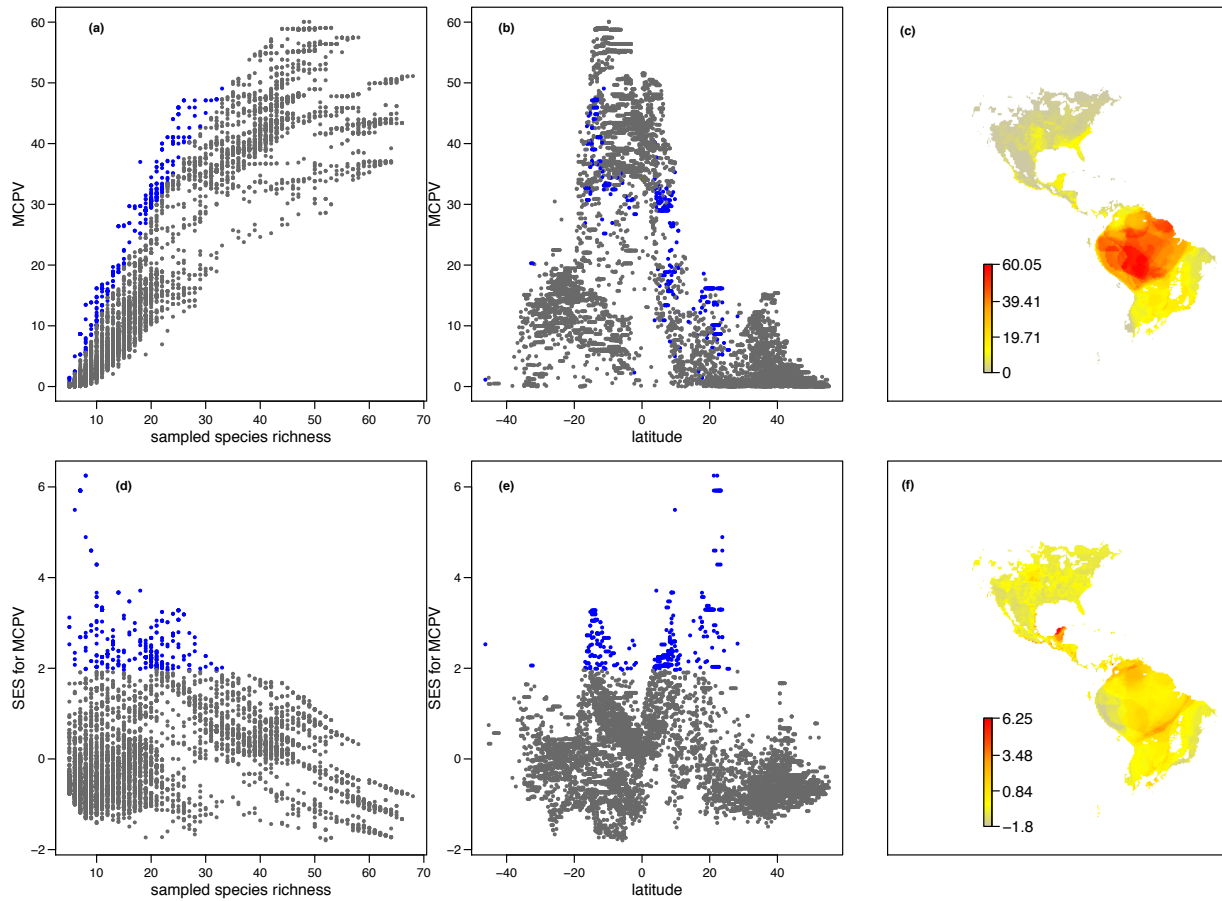 (a)
MCPV
60
50
40
30
20
10
0
10 20 30 40 50 60 70
sampled species richness
(b)
MCPV
60
50
40
30
20
10
0
−40 −20 0 20 40
latitude
(c)
60.05
39.41
19.71
0
(d)
SES for MCPV
6
4
2
0
−2
10 20 30 40 50 60 70
sampled species richness
(e)
SES for MCPV
6
4
2
0
−2
−40 −20 0 20 40
latitude
(f)
6.25
3.48
0.84
−1.8